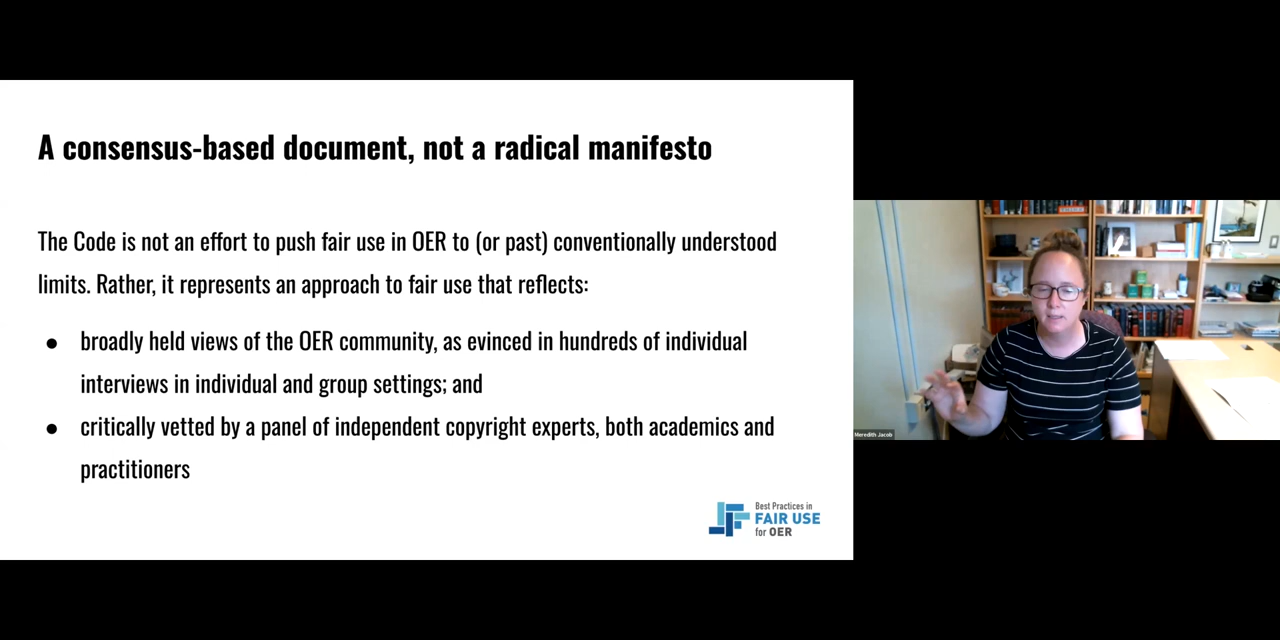 A consensus-based document, not a radical manifesto
The Code is not an effort to push fair use in OER to (or past) conventionally understood
limits. Rather, it represents an approach to fair use that reflects:
● broadly held views of the OER community, as evinced in hundreds of individual
interviews in individual and group settings; and
● critically vetted by a panel of independent copyright experts, both academics and
practitioners
Best Practices in
FAIR USE
for OER
Meredith Jacob